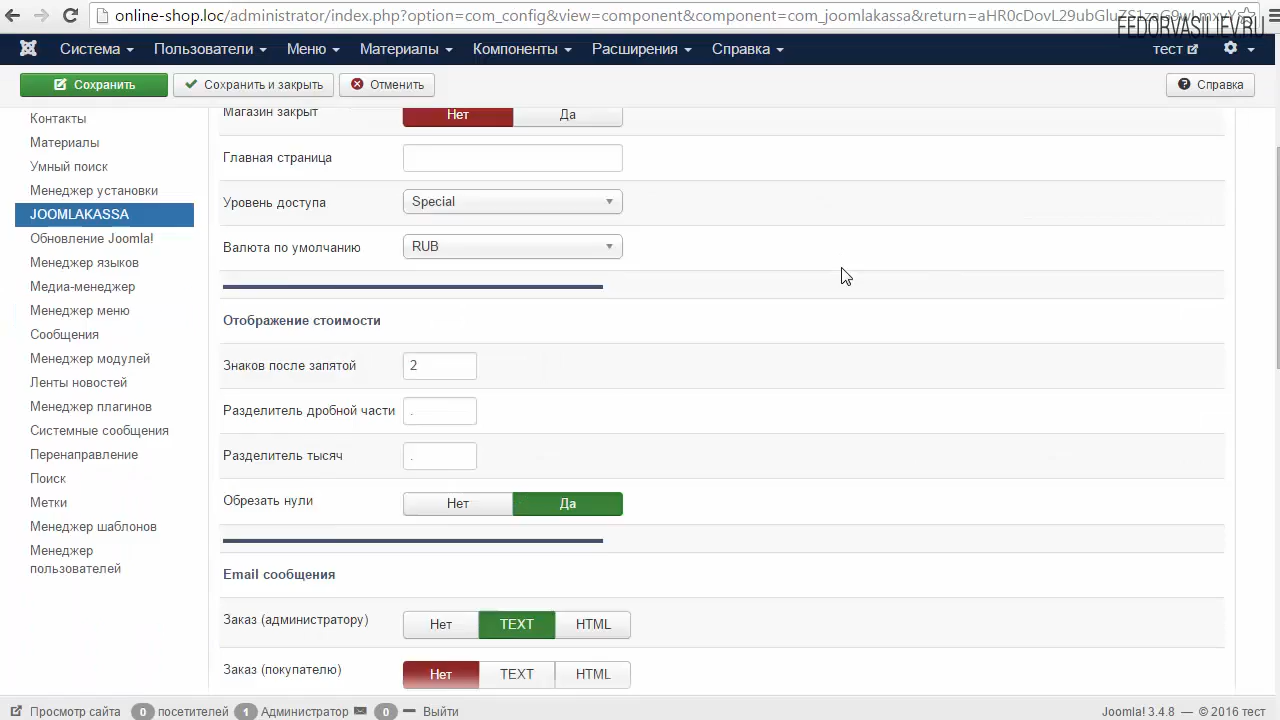 online-shop.loc/administrator/index.php?option=com_config&view=component&component=com_joomlakassa&return=
FEDORVASILIEV.RU
Система Пользователи Меню Материалы Компоненты Расширения Справка тест
Сохранить Сохранить и закрыть Отменить Справка
Контакты
Материалы
Умный поиск
Менеджер установки
JOOMLAKASSA
Обновление Joomla!
Менеджер языков
Медиа-менеджер
Менеджер меню
Сообщения
Менеджер модулей
Ленты новостей
Менеджер плагинов
Системные сообщения
Перенаправление
Поиск
Метки
Менеджер шаблонов
Менеджер
пользователей
Магазин закрыт Нет Да
Главная страница
Уровень доступа Special
Валюта по умолчанию RUB
Отображение стоимости
Знаков после запятой 2
Разделитель дробной части .
Разделитель тысяч .
Обрезать нули Нет Да
Email сообщения
Заказ (администратору) Нет TEXT HTML
Заказ (покупателю) Нет TEXT HTML
Просмотр сайта 0 посетителей 1 Администратор 0 Выйти
Joomla! 3.4.8 — © 2016 тест